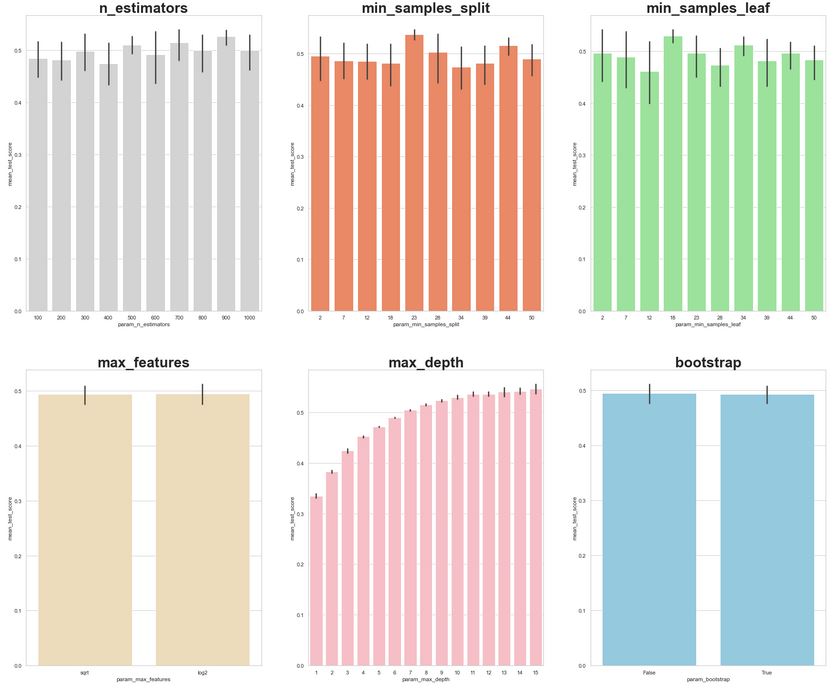 n_estimators
mean_test_score
0.5
0.4
0.3
0.2
0.1
0.0
100 200 300 400 500 600 700 800 900 1000
param_n_estimators
min_samples_split
mean_test_score
0.5
0.4
0.3
0.2
0.1
0.0
2 7 12 18 23 28 34 39 44 50
param_min_samples_split
min_samples_leaf
mean_test_score
0.5
0.4
0.3
0.2
0.1
0.0
2 7 12 18 23 28 34 39 44 50
param_min_samples_leaf
max_features
mean_test_score
0.5
0.4
0.3
0.2
0.1
0.0
sqrt log2
param_max_features
max_depth
mean_test_score
0.5
0.4
0.3
0.2
0.1
0.0
1 2 3 4 5 6 7 8 9 10 11 12 13 14 15
param_max_depth
bootstrap
mean_test_score
0.5
0.4
0.3
0.2
0.1
0.0
False True
param_bootstrap